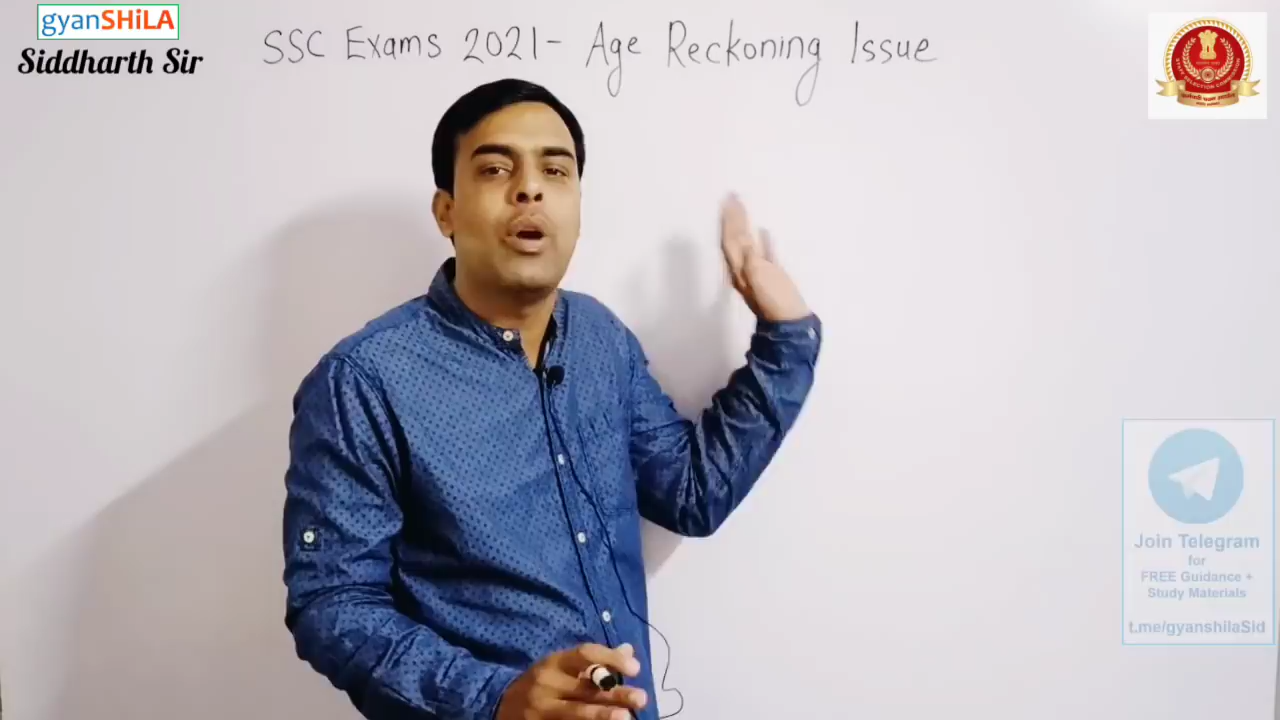 gyanSHiLA
Siddharth Sir
SSC Exams 2021- Age Reckoning Issue
Join Telegram
for
FREE Guidance +
Study Materials
t.me/gyanshilaSid